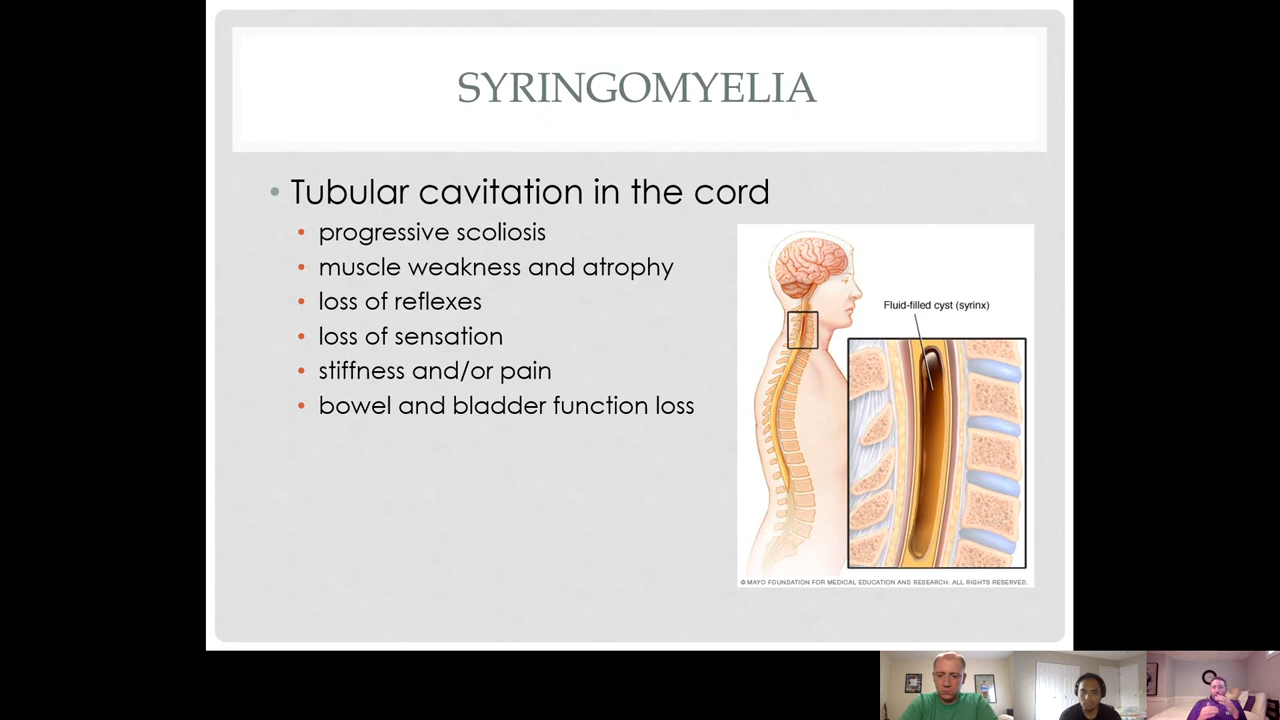 SYRINGOMYELIA
• Tubular cavitation in the cord
• progressive scoliosis
• muscle weakness and atrophy
• loss of reflexes
• loss of sensation
• stiffness and/or pain
• bowel and bladder function loss
Fluid-filled cyst (syrinx)
© MAYO FOUNDATION FOR MEDICAL EDUCATION AND RESEARCH. ALL RIGHTS RESERVED.